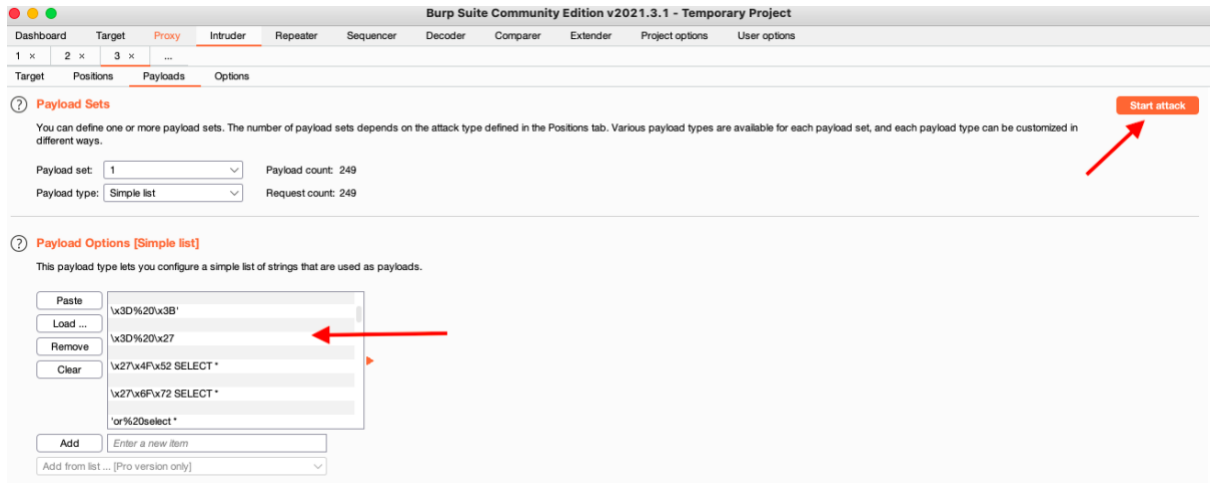 Burp Suite Community Edition v2021.3.1 - Temporary Project
Dashboard Target Proxy Intruder Repeater Sequencer Decoder Comparer Extender Project options User options
1 × 2 × 3 × ...
Target Positions Payloads Options
? Payload Sets
Start attack
You can define one or more payload sets. The number of payload sets depends on the attack type defined in the Positions tab. Various payload types are available for each payload set, and each payload type can be customized in
different ways.
Payload set: 1 Payload count: 249
Payload type: Simple list Request count: 249
? Payload Options [Simple list]
This payload type lets you configure a simple list of strings that are used as payloads.
Paste
\x3D%20\x3B'
Load ...
\x3D%20\x27
Remove
Clear
\x27\x4F\x52 SELECT *
\x27\x6F\x72 SELECT *
'or%20select *
Add Enter a new item
Add from list ... [Pro version only]